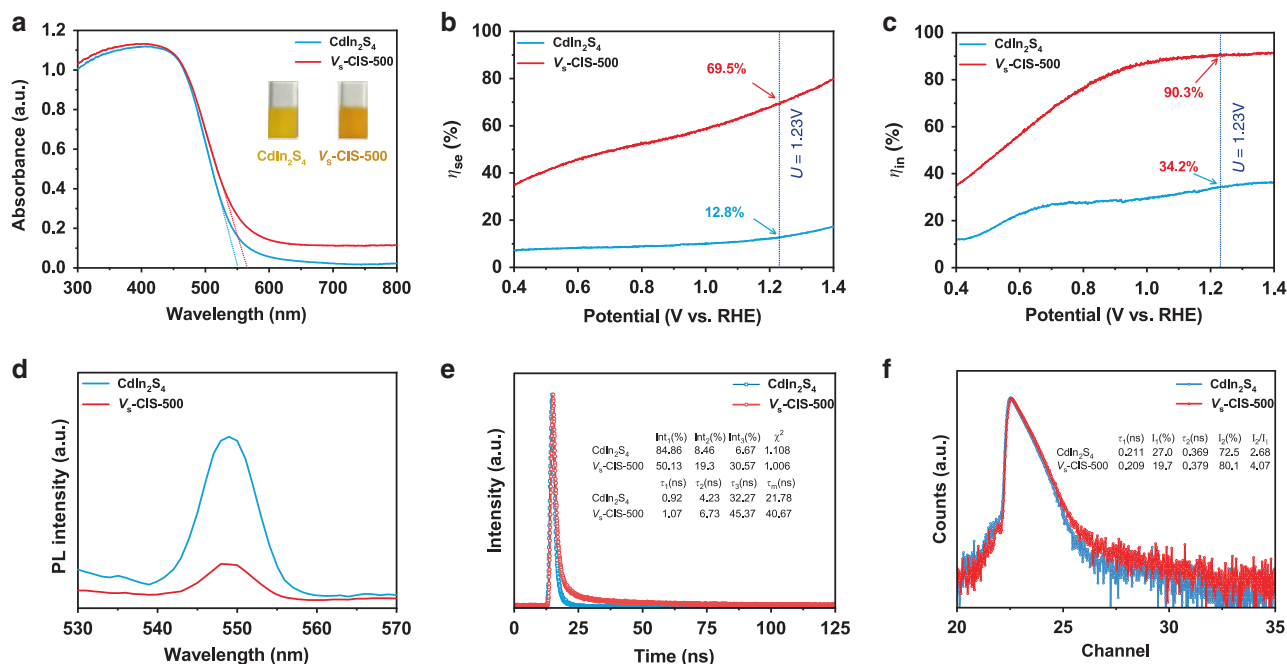 a
1.2
1.0
0.8
0.6
0.4
0.2
0.0
300 400 500 600 700 800
Absorbance (a.u.)
Wavelength (nm)
CdIn₂S₄
Vₛ-CIS-500
CdIn₂S₄ Vₛ-CIS-500
b
100
80
60
40
20
0
0.4 0.6 0.8 1.0 1.2 1.4
ηse (%)
Potential (V vs. RHE)
CdIn₂S₄
Vₛ-CIS-500
69.5%
12.8%
U = 1.23V
c
100
80
60
40
20
0
0.4 0.6 0.8 1.0 1.2 1.4
ηin (%)
Potential (V vs. RHE)
CdIn₂S₄
Vₛ-CIS-500
90.3%
34.2%
U = 1.23V
d
PL intensity (a.u.)
530 540 550 560 570
Wavelength (nm)
CdIn₂S₄
Vₛ-CIS-500
e
Intensity (a.u.)
0 25 50 75 100 125
Time (ns)
CdIn₂S₄
Vₛ-CIS-500
Int₁(%) Int₂(%) Int₃(%) χ²
CdIn₂S₄ 84.86 8.46 6.67 1.108
Vₛ-CIS-500 50.13 19.3 30.57 1.006
τ₁(ns) τ₂(ns) τ₃(ns) τm(ns)
CdIn₂S₄ 0.92 4.23 32.27 21.78
Vₛ-CIS-500 1.07 6.73 45.37 40.67
f
Counts (a.u.)
20 25 30 35
Channel
CdIn₂S₄
Vₛ-CIS-500
τ₁(ns) I₁(%) τ₂(ns) I₂(%) I₂/I₁
CdIn₂S₄ 0.211 27.0 0.369 72.5 2.68
Vₛ-CIS-500 0.209 19.7 0.379 80.1 4.07